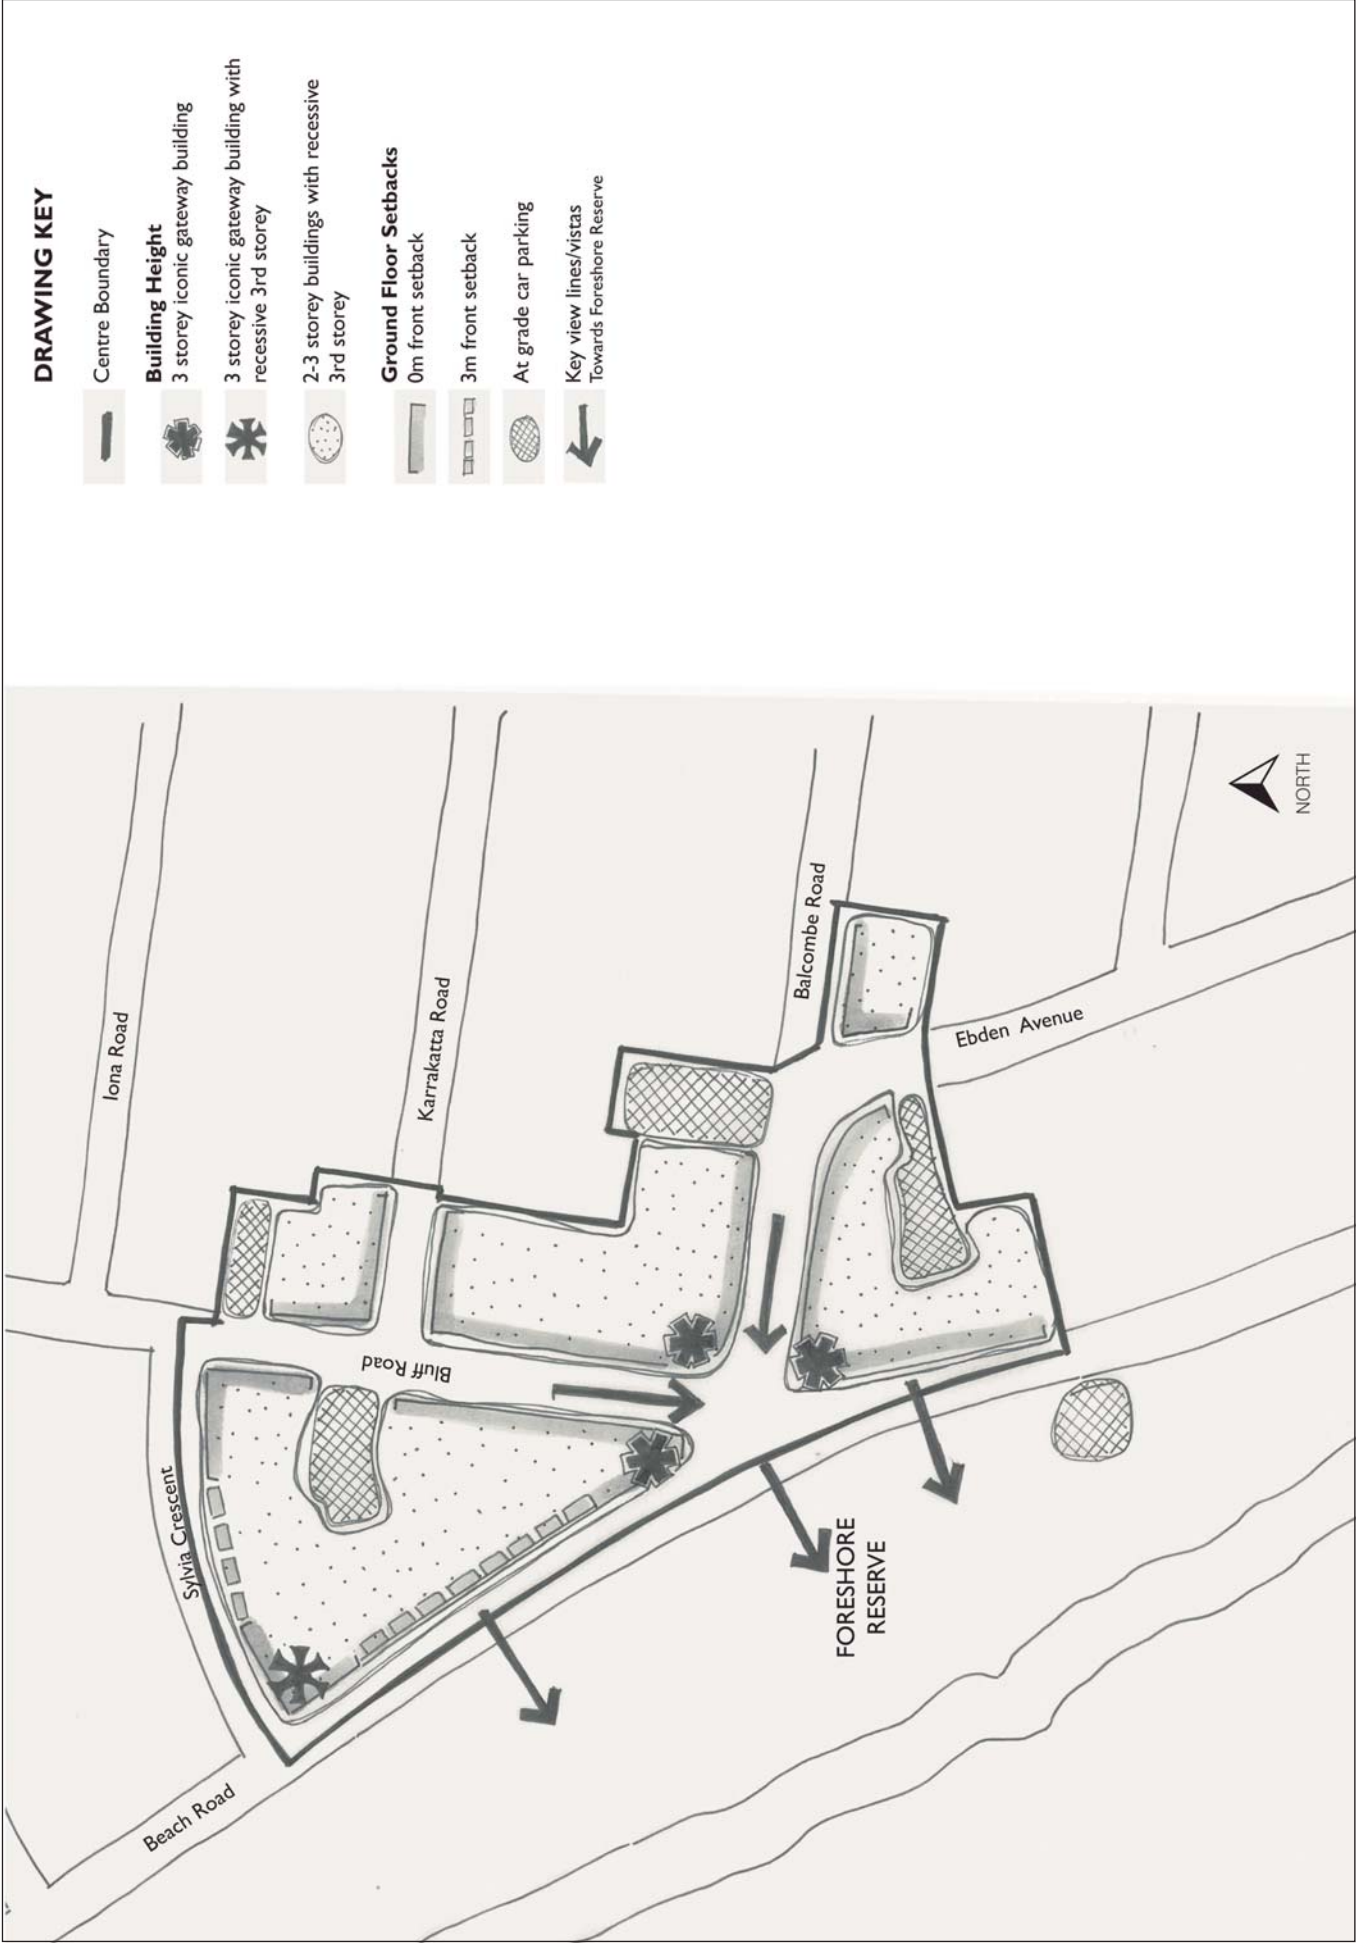 DRAWING KEY
Centre Boundary
Building Height
3 storey iconic gateway building
3 storey iconic gateway building with
recessive 3rd storey
2-3 storey buildings with recessive
3rd storey
Ground Floor Setbacks
0m front setback
3m front setback
At grade car parking
Key view lines/vistas
Towards Foreshore Reserve
Iona Road
Karrakatta Road
Balcombe Road
Ebden Avenue
Bluff Road
Sylvia Crescent
Beach Road
FORESHORE
RESERVE
NORTH